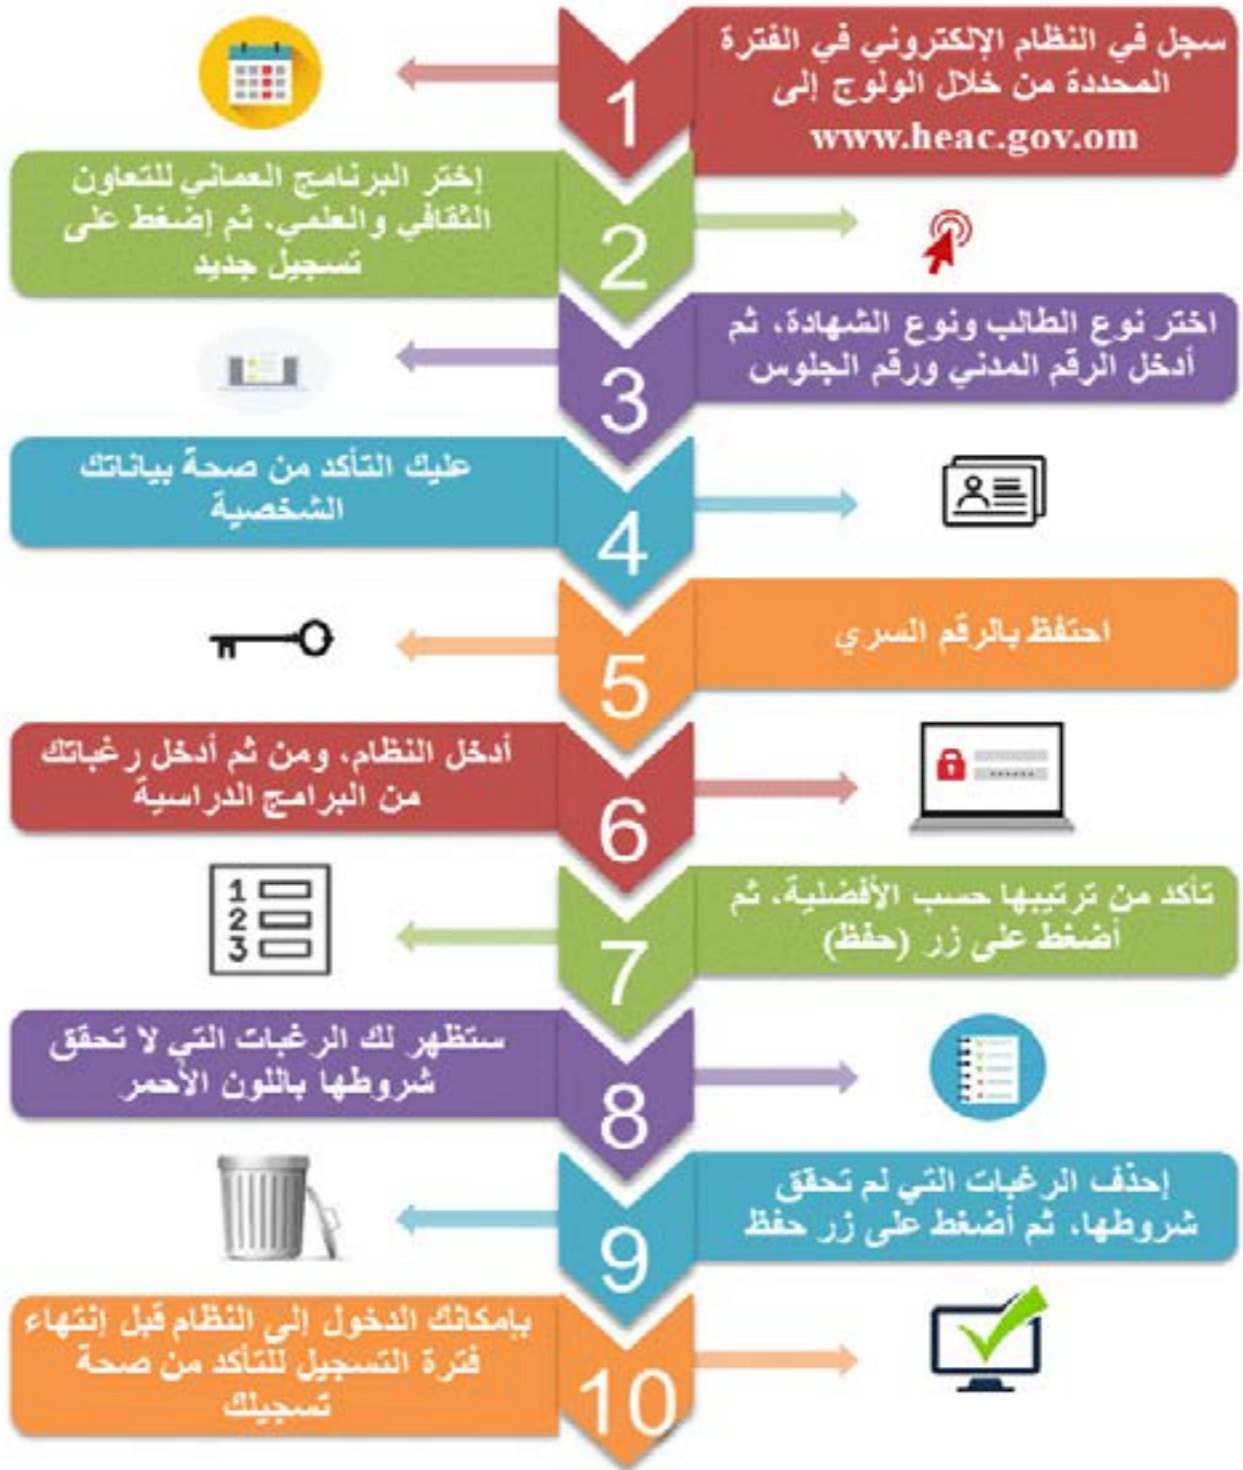 1
سجل في النظام الإلكتروني في الفترة
المحددة من خلال الولوج إلى
www.heac.gov.om
2
إختر البرنامج العماني للتعاون
الثقافي والعلمي، ثم إضغط على
تسجيل جديد
3
اختر نوع الطالب ونوع الشهادة، ثم
أدخل الرقم المدني ورقم الجلوس
4
عليك التأكد من صحة بياناتك
الشخصية
5
احتفظ بالرقم السري
6
أدخل النظام، ومن ثم أدخل رغباتك
من البرامج الدراسية
7
تأكد من ترتيبها حسب الأفضلية، ثم
أضغط على زر (حفظ)
1
2
3
8
ستظهر لك الرغبات التي لا تحقق
شروطها باللون الأحمر
9
إحذف الرغبات التي لم تحقق
شروطها، ثم أضغط على زر حفظ
10
بإمكانك الدخول إلى النظام قبل إنتهاء
فترة التسجيل للتأكد من صحة
تسجيلك